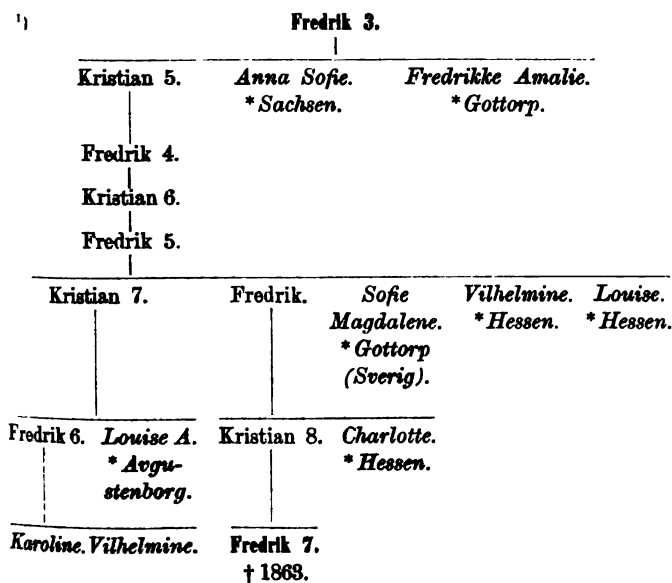 ¹) Fredrik 3.
Kristian 5. Anna Sofie. Fredrikke Amalie.
* Sachsen. * Gottorp.
Fredrik 4.
Kristian 6.
Fredrik 5.
Kristian 7. Fredrik. Sofie Vilhelmine. Louise.
Magdalene. * Hessen. * Hessen.
* Gottorp
(Sverig).
Fredrik 6. Louise A. Kristian 8. Charlotte.
* Avgu- * Hessen.
stenborg.
Karoline. Vilhelmine. Fredrik 7.
† 1863.